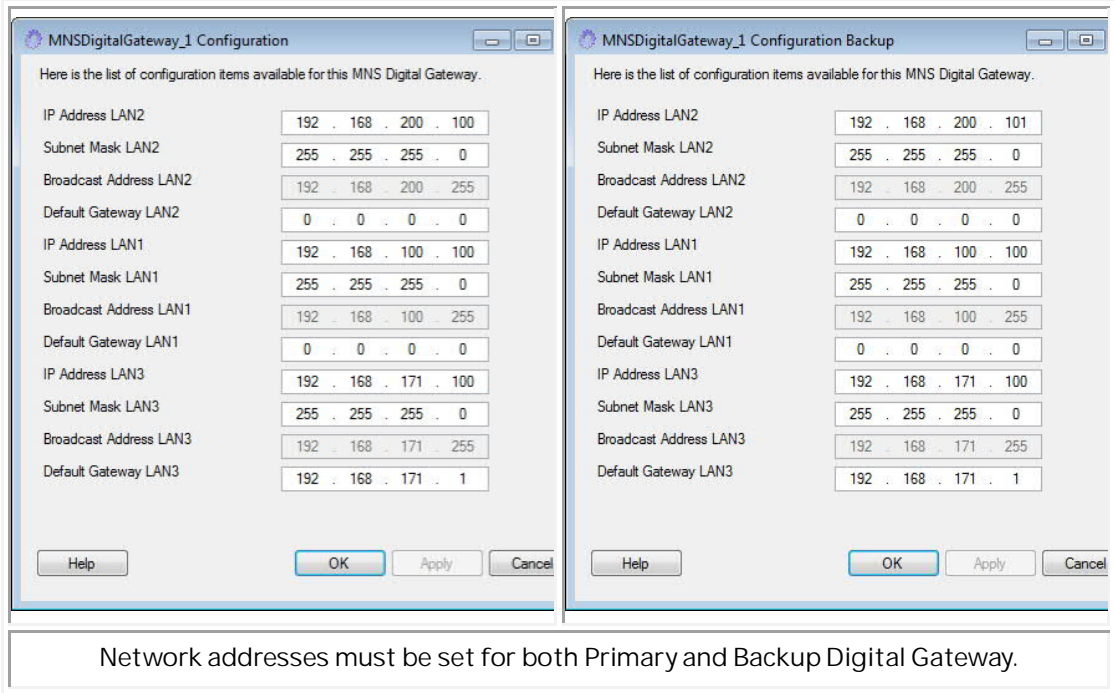 MNSDigitalGateway_1 Configuration
Here is the list of configuration items available for this MNS Digital Gateway.
IP Address LAN2 192 . 168 . 200 . 100
Subnet Mask LAN2 255 . 255 . 255 . 0
Broadcast Address LAN2 192 . 168 . 200 . 255
Default Gateway LAN2 0 . 0 . 0 . 0
IP Address LAN1 192 . 168 . 100 . 100
Subnet Mask LAN1 255 . 255 . 255 . 0
Broadcast Address LAN1 192 . 168 . 100 . 255
Default Gateway LAN1 0 . 0 . 0 . 0
IP Address LAN3 192 . 168 . 171 . 100
Subnet Mask LAN3 255 . 255 . 255 . 0
Broadcast Address LAN3 192 . 168 . 171 . 255
Default Gateway LAN3 192 . 168 . 171 . 1
Help OK Apply Cancel
MNSDigitalGateway_1 Configuration Backup
Here is the list of configuration items available for this MNS Digital Gateway.
IP Address LAN2 192 . 168 . 200 . 101
Subnet Mask LAN2 255 . 255 . 255 . 0
Broadcast Address LAN2 192 . 168 . 200 . 255
Default Gateway LAN2 0 . 0 . 0 . 0
IP Address LAN1 192 . 168 . 100 . 100
Subnet Mask LAN1 255 . 255 . 255 . 0
Broadcast Address LAN1 192 . 168 . 100 . 255
Default Gateway LAN1 0 . 0 . 0 . 0
IP Address LAN3 192 . 168 . 171 . 100
Subnet Mask LAN3 255 . 255 . 255 . 0
Broadcast Address LAN3 192 . 168 . 171 . 255
Default Gateway LAN3 192 . 168 . 171 . 1
Help OK Apply Cancel
Network addresses must be set for both Primary and Backup Digital Gateway.